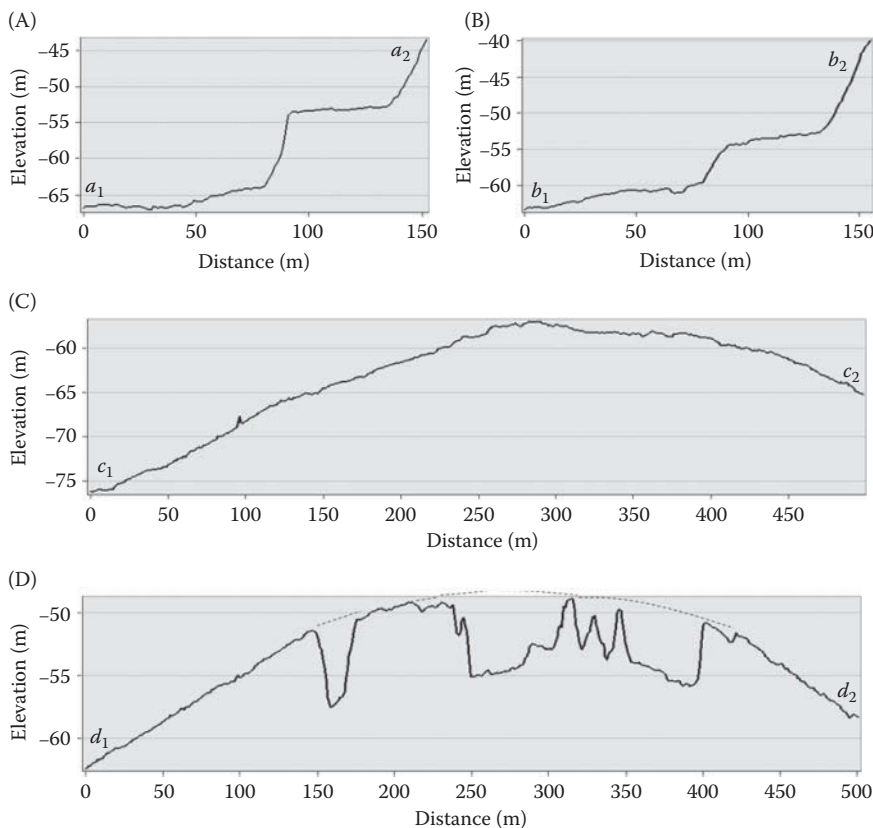 (A)
Elevation (m)
–45
–50
–55
–60
–65
a1
a2
0 50 100 150
Distance (m)
(B)
Elevation (m)
–40
–45
–50
–55
–60
b1
b2
0 50 100 150
Distance (m)
(C)
Elevation (m)
–60
–65
–70
–75
c1
c2
0 50 100 150 200 250 300 350 400 450
Distance (m)
(D)
Elevation (m)
–50
–55
–60
d1
d2
0 50 100 150 200 250 300 350 400 450 500
Distance (m)